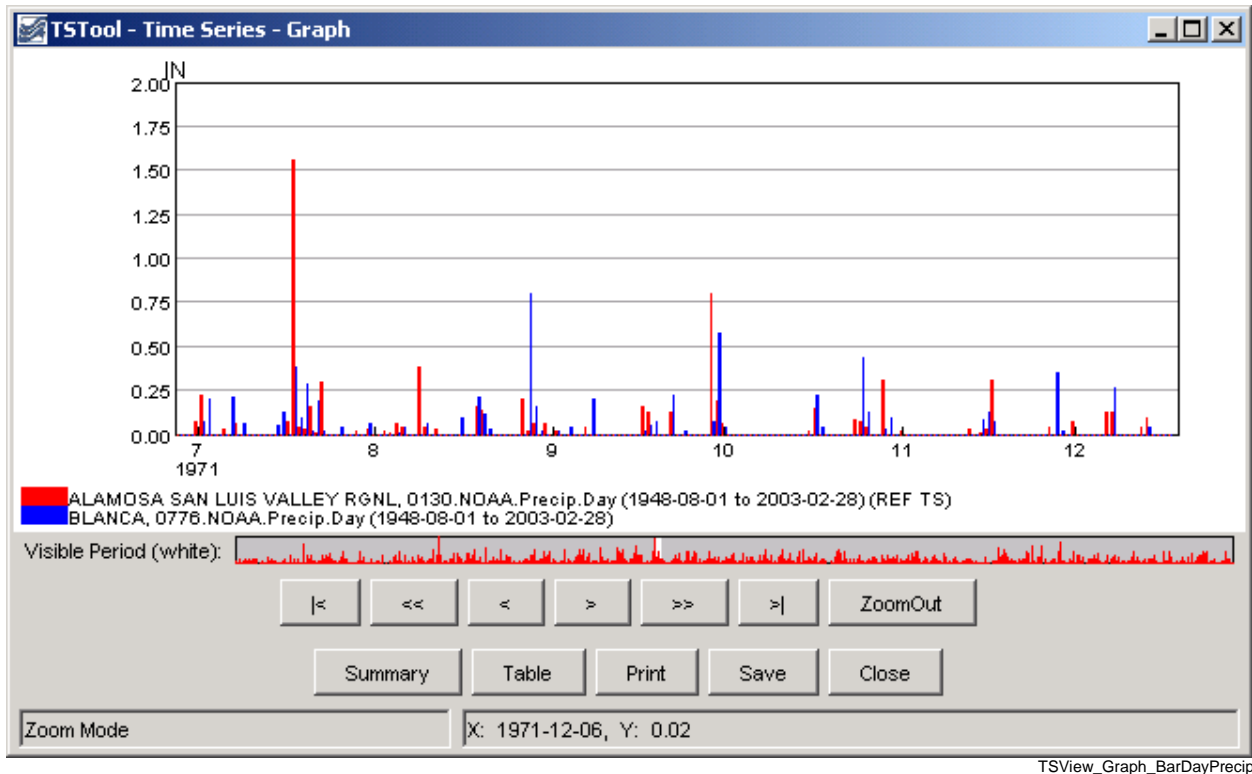 TSTool - Time Series - Graph
IN
2.00
1.75
1.50
1.25
1.00
0.75
0.50
0.25
0.00
7 8 9 10 11 12
1971
ALAMOSA SAN LUIS VALLEY RGNL, 0130.NOAA.Precip.Day (1948-08-01 to 2003-02-28) (REF TS)
BLANCA, 0776.NOAA.Precip.Day (1948-08-01 to 2003-02-28)
Visible Period (white):
|< << < > >> >| ZoomOut
Summary Table Print Save Close
Zoom Mode X: 1971-12-06, Y: 0.02
TSView_Graph_BarDayPrecip